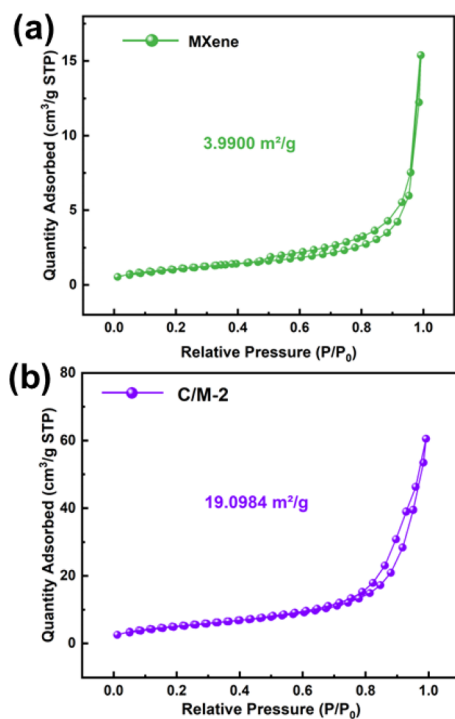 (a)
MXene
3.9900 m²/g
Quantity Adsorbed (cm³/g STP)
15
10
5
0
0.0 0.2 0.4 0.6 0.8 1.0
Relative Pressure (P/P₀)
(b)
C/M-2
19.0984 m²/g
Quantity Adsorbed (cm³/g STP)
80
60
40
20
0
0.0 0.2 0.4 0.6 0.8 1.0
Relative Pressure (P/P₀)